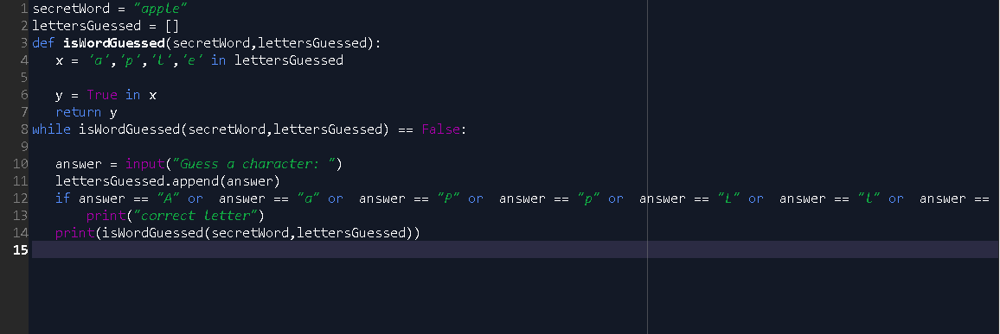 1 secretWord = "apple"
2 lettersGuessed = []
3 def isWordGuessed(secretWord,lettersGuessed):
4 x = 'a','p','l','e' in lettersGuessed
5
6 y = True in x
7 return y
8 while isWordGuessed(secretWord,lettersGuessed) == False:
9
10 answer = input("Guess a character: ")
11 lettersGuessed.append(answer)
12 if answer == "A" or  answer == "a" or  answer == "P" or  answer == "p" or  answer == "L" or  answer == "l" or  answer ==
13 print("correct letter")
14 print(isWordGuessed(secretWord,lettersGuessed))
15